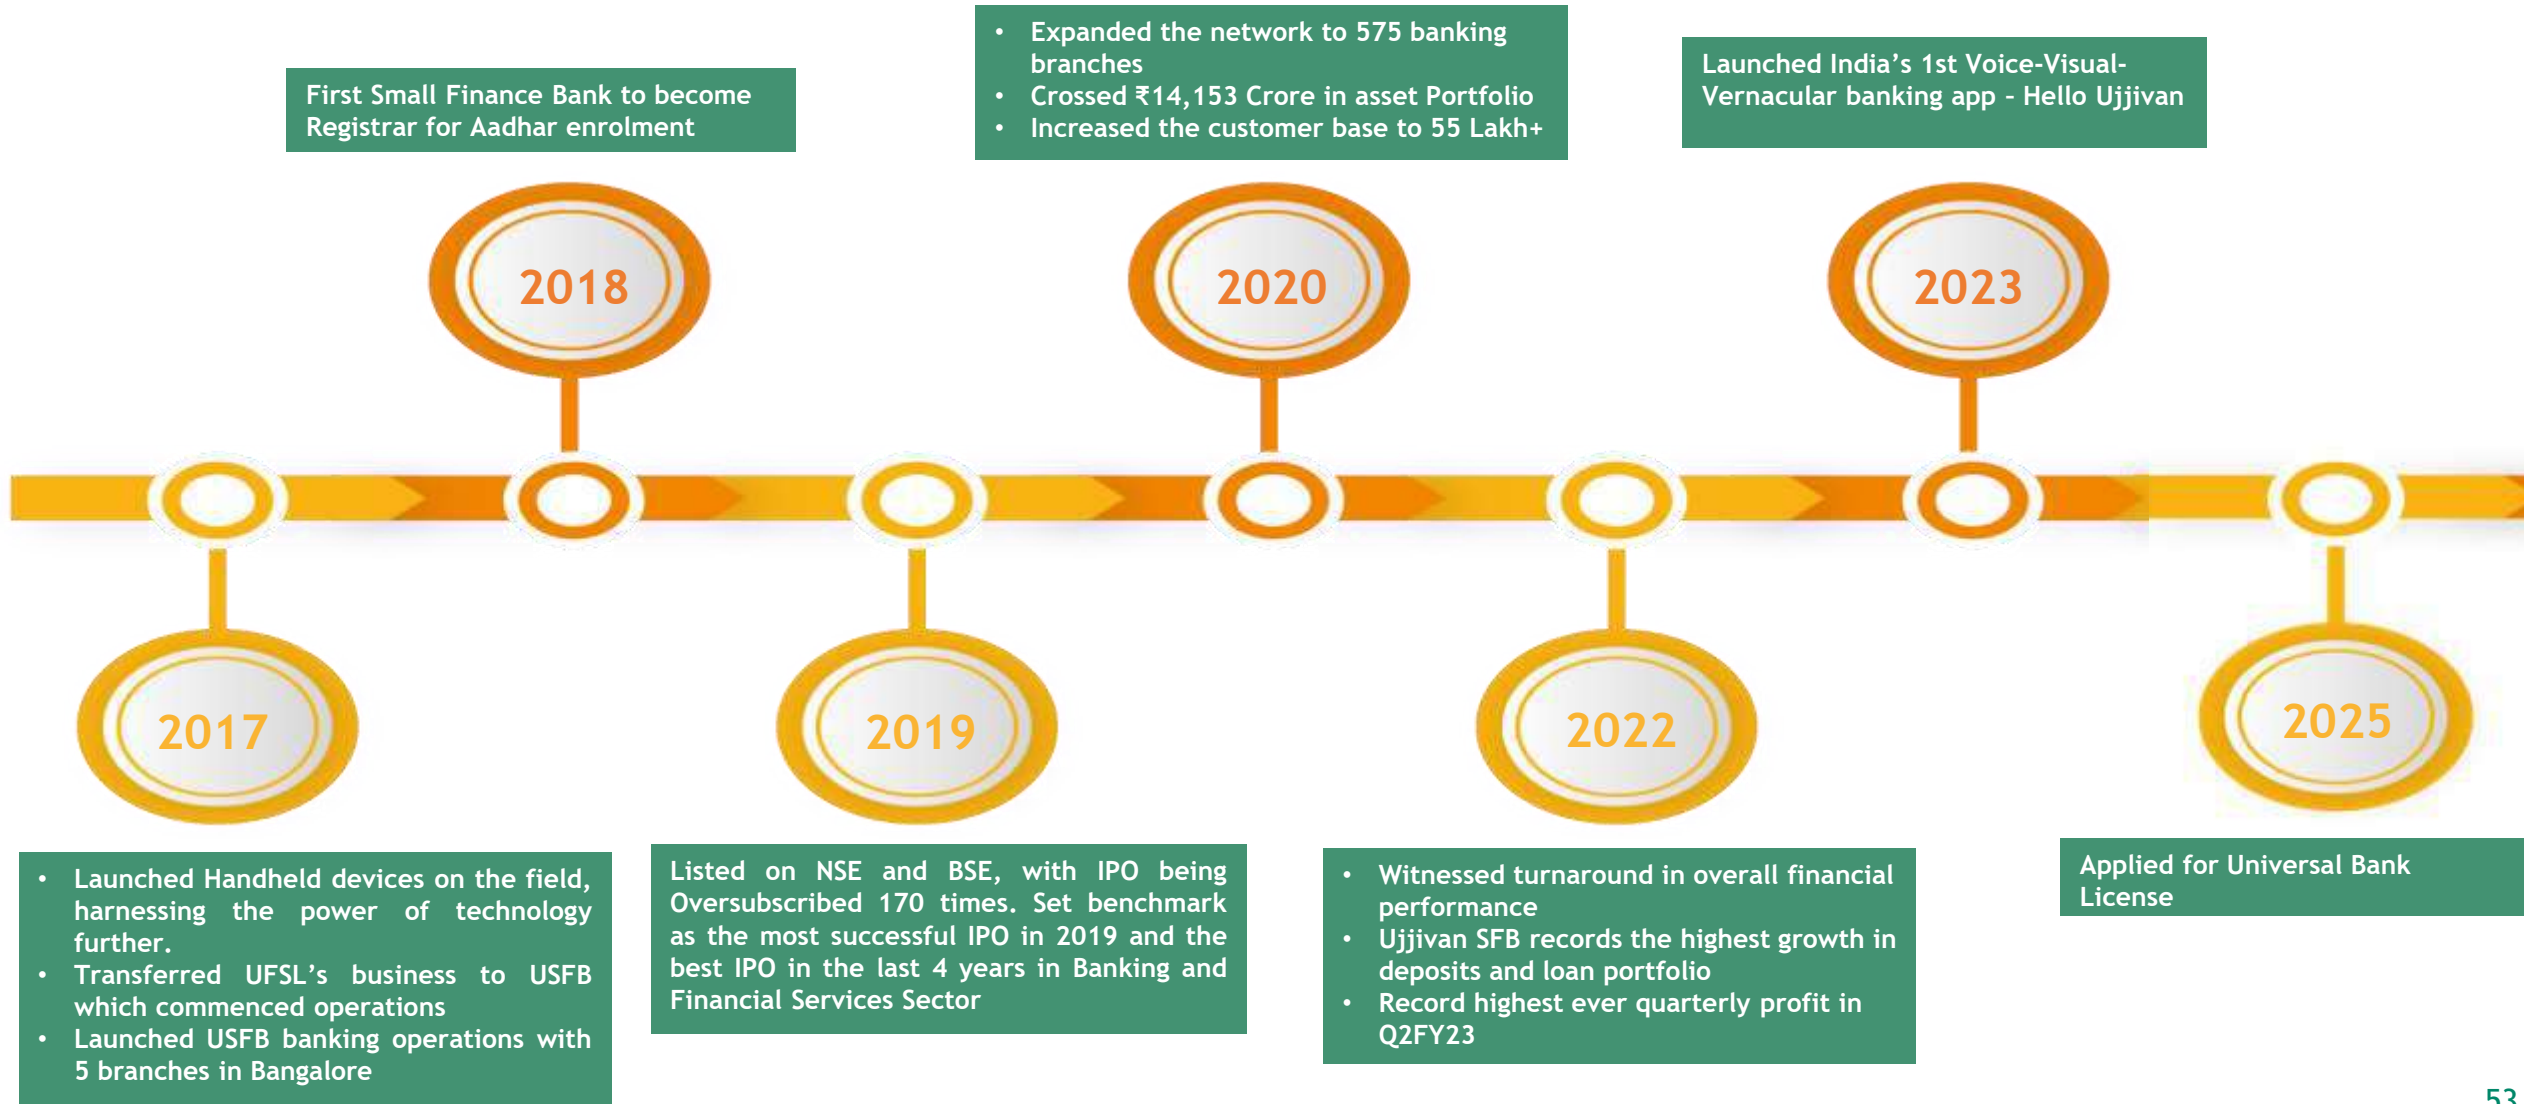 First Small Finance Bank to become
Registrar for Aadhar enrolment
• Expanded the network to 575 banking
branches
• Crossed ₹14,153 Crore in asset Portfolio
• Increased the customer base to 55 Lakh+
Launched India’s 1st Voice-Visual-
Vernacular banking app – Hello Ujjivan
2018
2020
2023
2017
2019
2022
2025
• Launched Handheld devices on the field,
harnessing the power of technology
further.
• Transferred UFSL’s business to USFB
which commenced operations
• Launched USFB banking operations with
5 branches in Bangalore
Listed on NSE and BSE, with IPO being
Oversubscribed 170 times. Set benchmark
as the most successful IPO in 2019 and the
best IPO in the last 4 years in Banking and
Financial Services Sector
• Witnessed turnaround in overall financial
performance
• Ujjivan SFB records the highest growth in
deposits and loan portfolio
• Record highest ever quarterly profit in
Q2FY23
Applied for Universal Bank
License
53